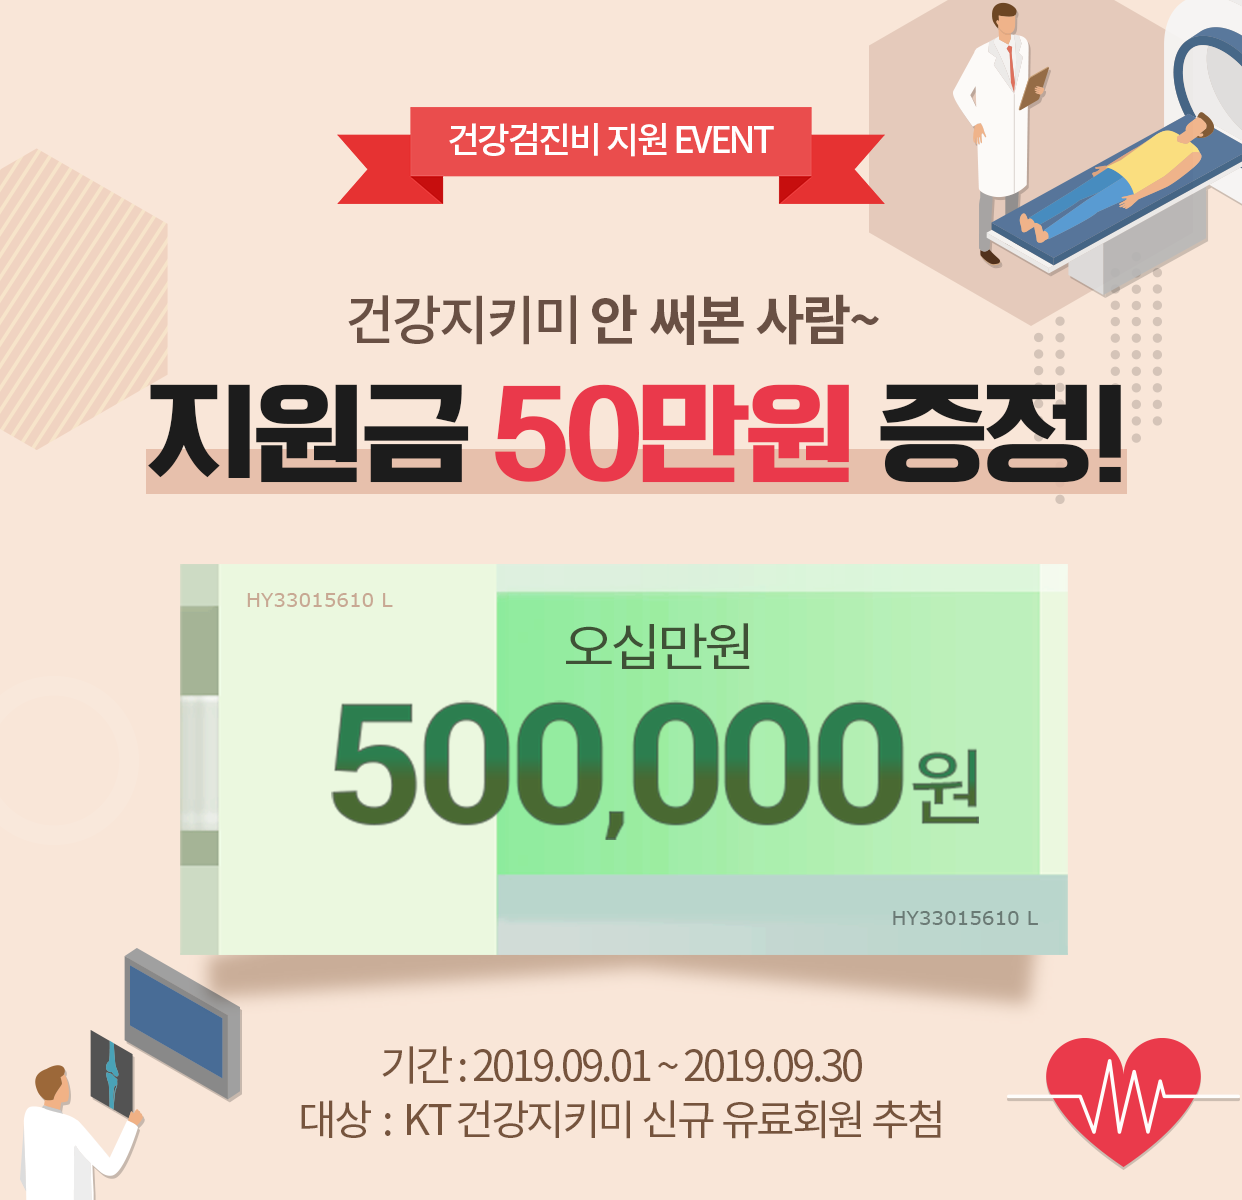 건강검진비 지원 EVENT
건강지키미 안 써본 사람~
지원금 50만원 증정!
HY33015610 L
오십만원
500,000원
HY33015610 L
기간 : 2019.09.01 ~ 2019.09.30
대상 : KT 건강지키미 신규 유료회원 추첨